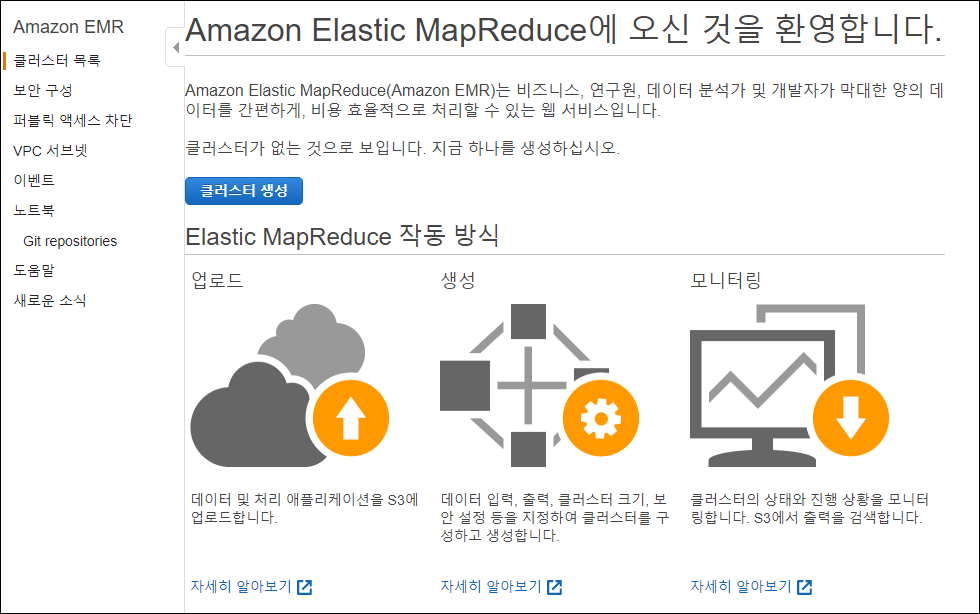 Amazon EMR
클러스터 목록
보안 구성
퍼블릭 액세스 차단
VPC 서브넷
이벤트
노트북
Git repositories
도움말
새로운 소식
Amazon Elastic MapReduce에 오신 것을 환영합니다.
Amazon Elastic MapReduce(Amazon EMR)는 비즈니스, 연구원, 데이터 분석가 및 개발자가 막대한 양의 데
이터를 간편하게, 비용 효율적으로 처리할 수 있는 웹 서비스입니다.
클러스터가 없는 것으로 보입니다. 지금 하나를 생성하십시오.
클러스터 생성
Elastic MapReduce 작동 방식
업로드
데이터 및 처리 애플리케이션을 S3에
업로드합니다.
자세히 알아보기
생성
데이터 입력, 출력, 클러스터 크기, 보
안 설정 등을 지정하여 클러스터를 구
성하고 생성합니다.
자세히 알아보기
모니터링
클러스터의 상태와 진행 상황을 모니터
링합니다. S3에서 출력을 검색합니다.
자세히 알아보기